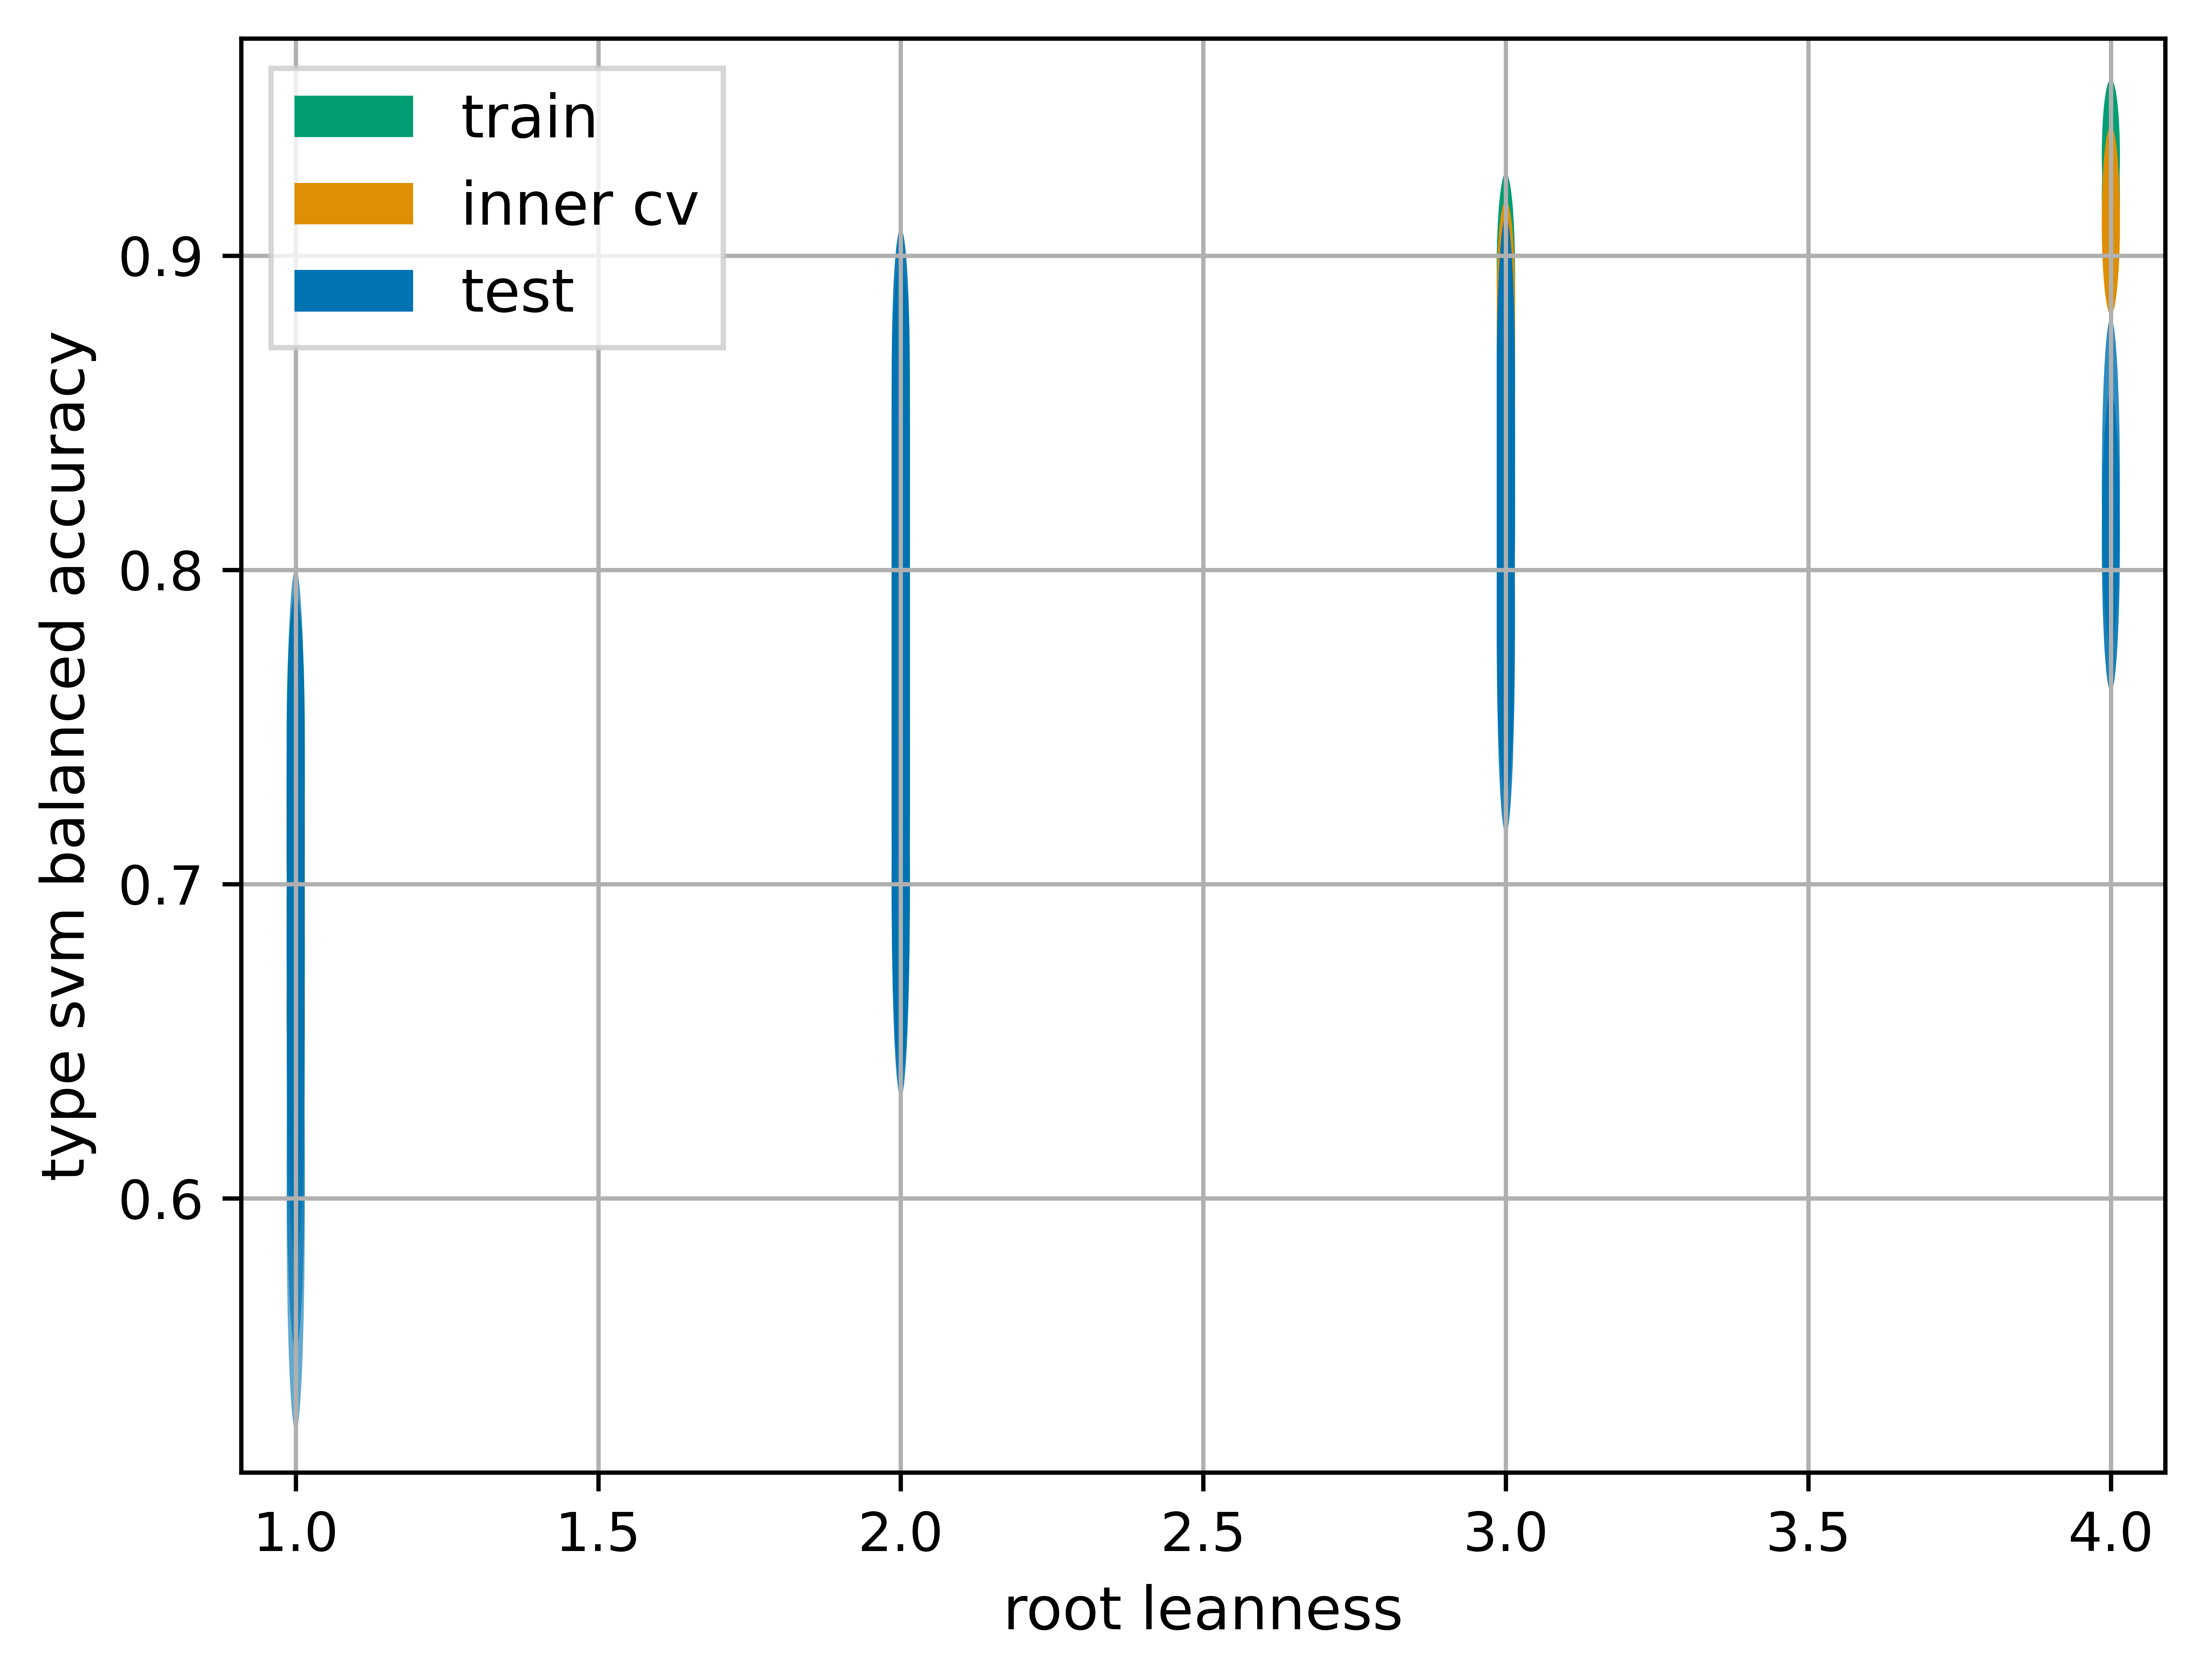 train
inner cv
test
type svm balanced accuracy
0.9
0.8
0.7
0.6
1.0 1.5 2.0 2.5 3.0 3.5 4.0
root leanness